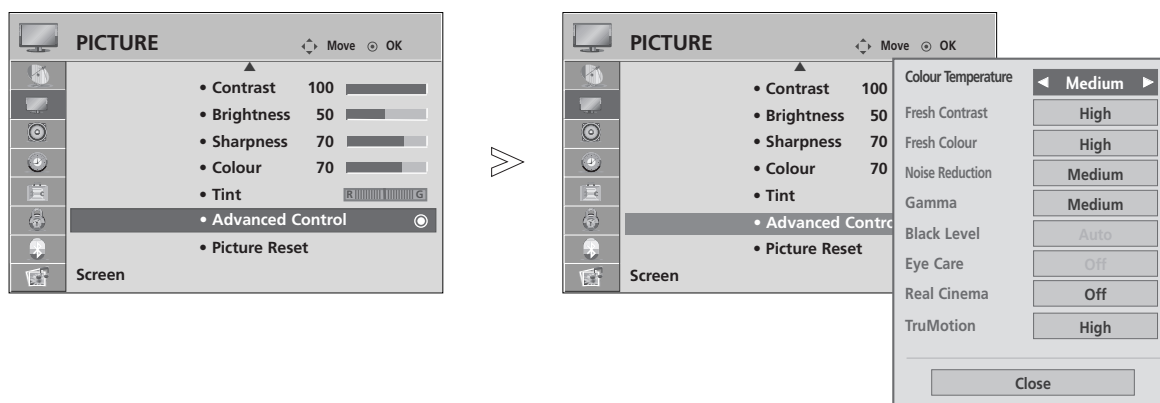 PICTURE
Move ⊙ OK
• Contrast 100
• Brightness 50
• Sharpness 70
• Colour 70
• Tint R G
• Advanced Control
• Picture Reset
Screen
PICTURE
Move ⊙ OK
• Contrast 100
• Brightness 50
• Sharpness 70
• Colour 70
• Tint
• Advanced Contro
• Picture Reset
Screen
Colour Temperature ◀ Medium ▶
Fresh Contrast High
Fresh Colour High
Noise Reduction Medium
Gamma Medium
Black Level Auto
Eye Care Off
Real Cinema Off
TruMotion High
Close